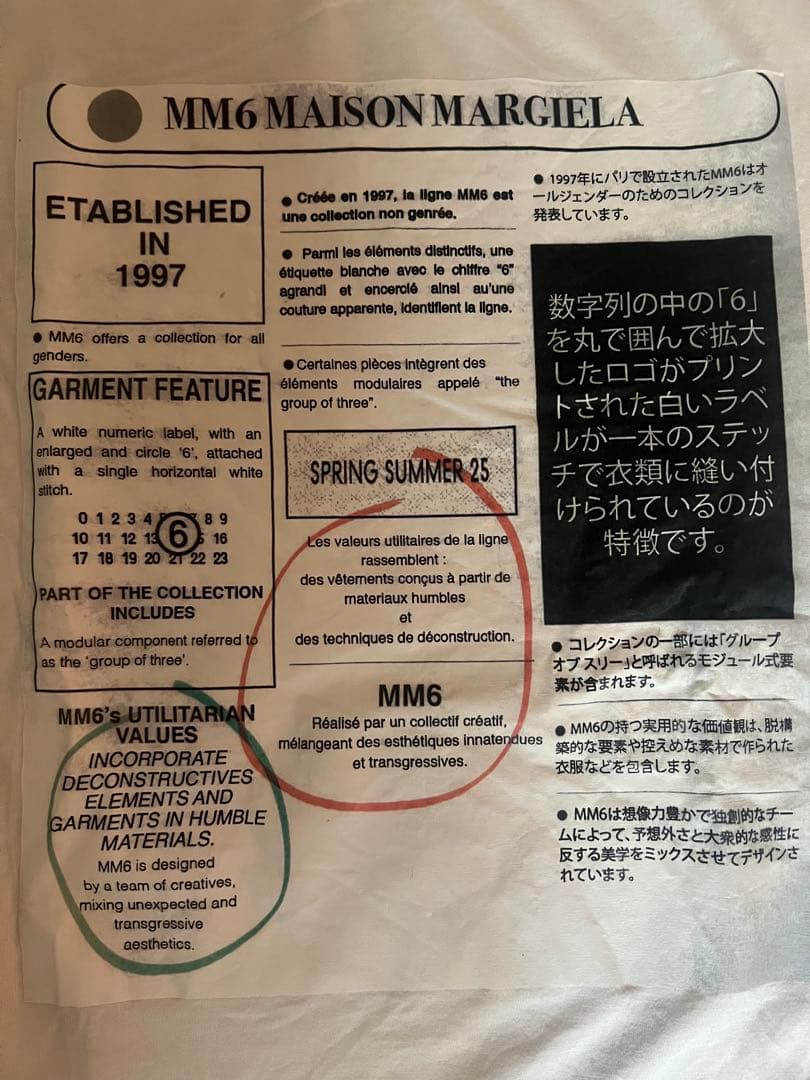 MM6 MAISON MARGIELA
ETABLISHED
IN
1997
● MM6 offers a collection for all
genders.
GARMENT FEATURE
A white numeric label, with an
enlarged and circle '6', attached
with a single horizontal white
stitch.
0 1 2 3 4 6 8 9
10 11 12 16
17 18 19 20 21 22 23
PART OF THE COLLECTION
INCLUDES
A modular component referred to
as the 'group of three'.
MM6's UTILITARIAN
VALUES
INCORPORATE
DECONSTRUCTIVES
ELEMENTS AND
GARMENTS IN HUMBLE
MATERIALS.
MM6 is designed
by a team of creatives,
mixing unexpected and
transgressive
aesthetics.
● Créée en 1997, la ligne MM6 est
une collection non genrée.
● Parmi les éléments distinctifs, une
étiquette blanche avec le chiffre "6"
agrandi et encerclé ainsi au'une
couture apparente, identifient la ligne.
● Certaines pièces intègrent des
éléments modulaires appelé "the
group of three".
SPRING SUMMER 25
Les valeurs utilitaires de la ligne
rassemblent :
des vêtements conçus à partir de
materiaux humbles
et
des techniques de déconstruction.
MM6
Réalisé par un collectif créatif,
mélangeant des esthétiques innatendues
et transgressives.
● 1997年にパリで設立されたMM6はオ
ールジェンダーのためのコレクションを
発表しています。
数字列の中の「6」
を丸で囲んで拡大
したロゴがプリン
トされた白いラベ
ルが一本のステッ
チで衣類に縫い付
けられているのが
特徴です。
● コレクションの一部には「グループ
オブ スリー」と呼ばれるモジュール式要
素が含まれます。
● MM6の持つ実用的な価値観は、脱構
築的な要素や控えめな素材で作られた
衣服などを包含します。
● MM6は想像力豊かで独創的なチー
ムによって、予想外さと大衆的な感性に
反する美学をミックスさせてデザインさ
れています。